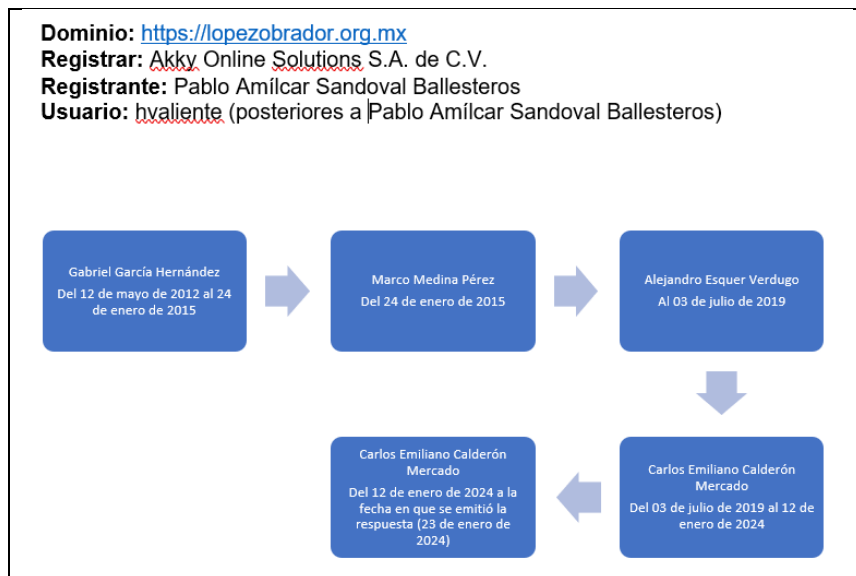 Dominio: https://lopezobrador.org.mx
Registrar: Akky Online Solutions S.A. de C.V.
Registrante: Pablo Amílcar Sandoval Ballesteros
Usuario: hvaliente (posteriores a Pablo Amílcar Sandoval Ballesteros)
Gabriel García Hernández
Del 12 de mayo de 2012 al 24
de enero de 2015
Marco Medina Pérez
Del 24 de enero de 2015
Alejandro Esquer Verdugo
Al 03 de julio de 2019
Carlos Emiliano Calderón
Mercado
Del 03 de julio de 2019 al 12 de
enero de 2024
Carlos Emiliano Calderón
Mercado
Del 12 de enero de 2024 a la
fecha en que se emitió la
respuesta (23 de enero de
2024)